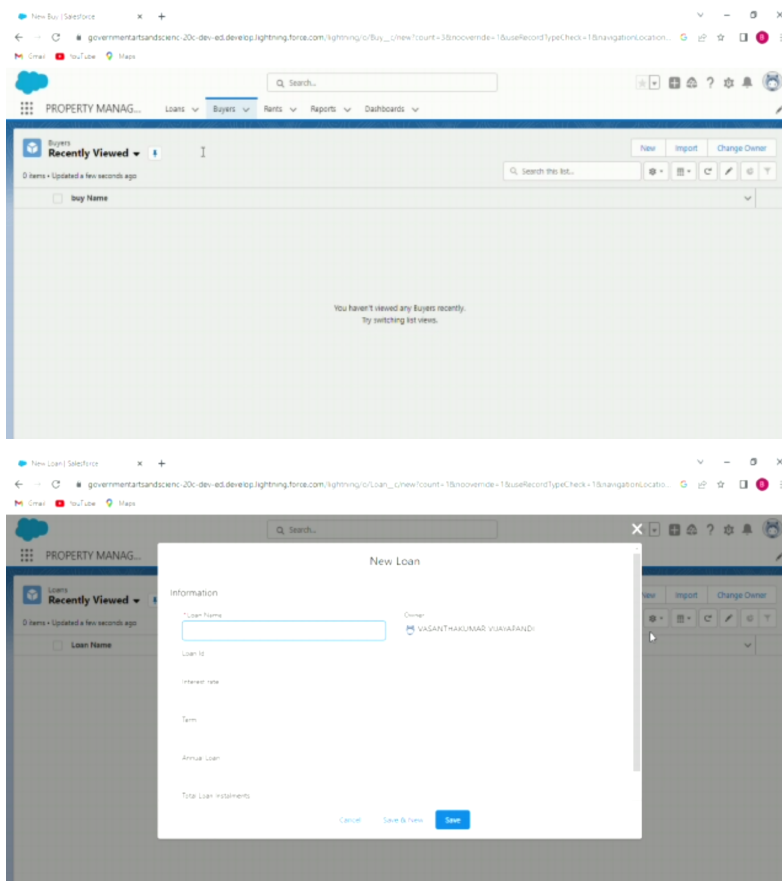 New Buy | Salesforce
governmentartsandscienc-20c-dev-ed.develop.lightning.force.com/lightning/o/Buy__c/new?count=3&nooverride=1&useRecordTypeCheck=1&navigationLocation...
Gmail YouTube Maps
Search...
PROPERTY MANAG... Loans Buyers Rents Reports Dashboards
Buyers
Recently Viewed
New Import Change Owner
0 items • Updated a few seconds ago
Search this list...
buy Name
You haven't viewed any Buyers recently.
Try switching list views.
New Loan | Salesforce
governmentartsandscienc-20c-dev-ed.develop.lightning.force.com/lightning/o/Loan__c/new?count=1&nooverride=1&useRecordTypeCheck=1&navigationLocatio...
Gmail YouTube Maps
Search...
PROPERTY MANAG...
New Loan
Loans
Recently Viewed
New Import Change Owner
0 items • Updated a few seconds ago
Loan Name
Information
*Loan Name
Owner
VASANTHAKUMAR VIJAYAPANDI
Loan Id
Interest rate
Term
Annual Loan
Total Loan Instalments
Cancel Save & New Save